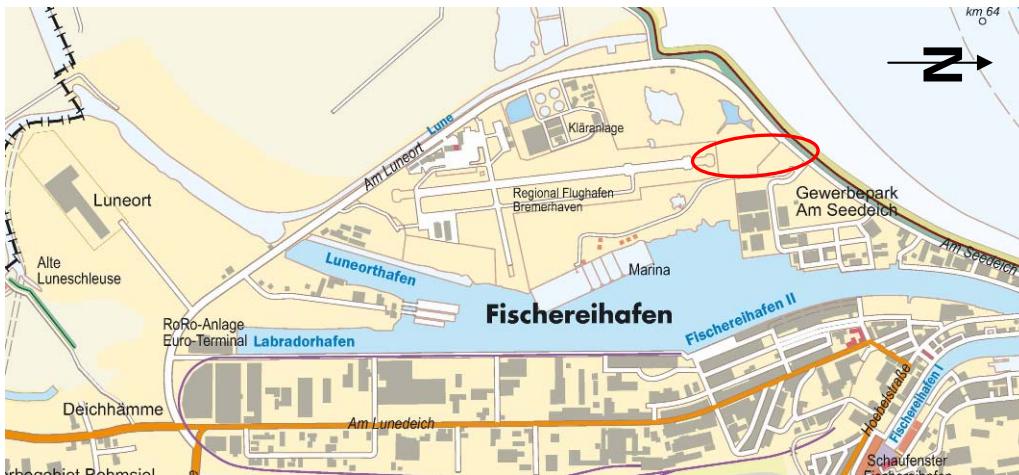 km 64
N
Lune
Kläranlage
Am Luneort
Luneort
Regional Flughafen
Bremerhaven
Gewerbepark
Am Seedeich
Am Seedeich
Alte
Luneschleuse
Luneorthafen
Marina
Fischereihafen
Fischereihafen II
RoRo-Anlage
Euro-Terminal
Labradorhafen
Hoebelstraße
Fischereihafen I
Deichhämme
Am Lunedeich
Schaufenster
Fischereihafen